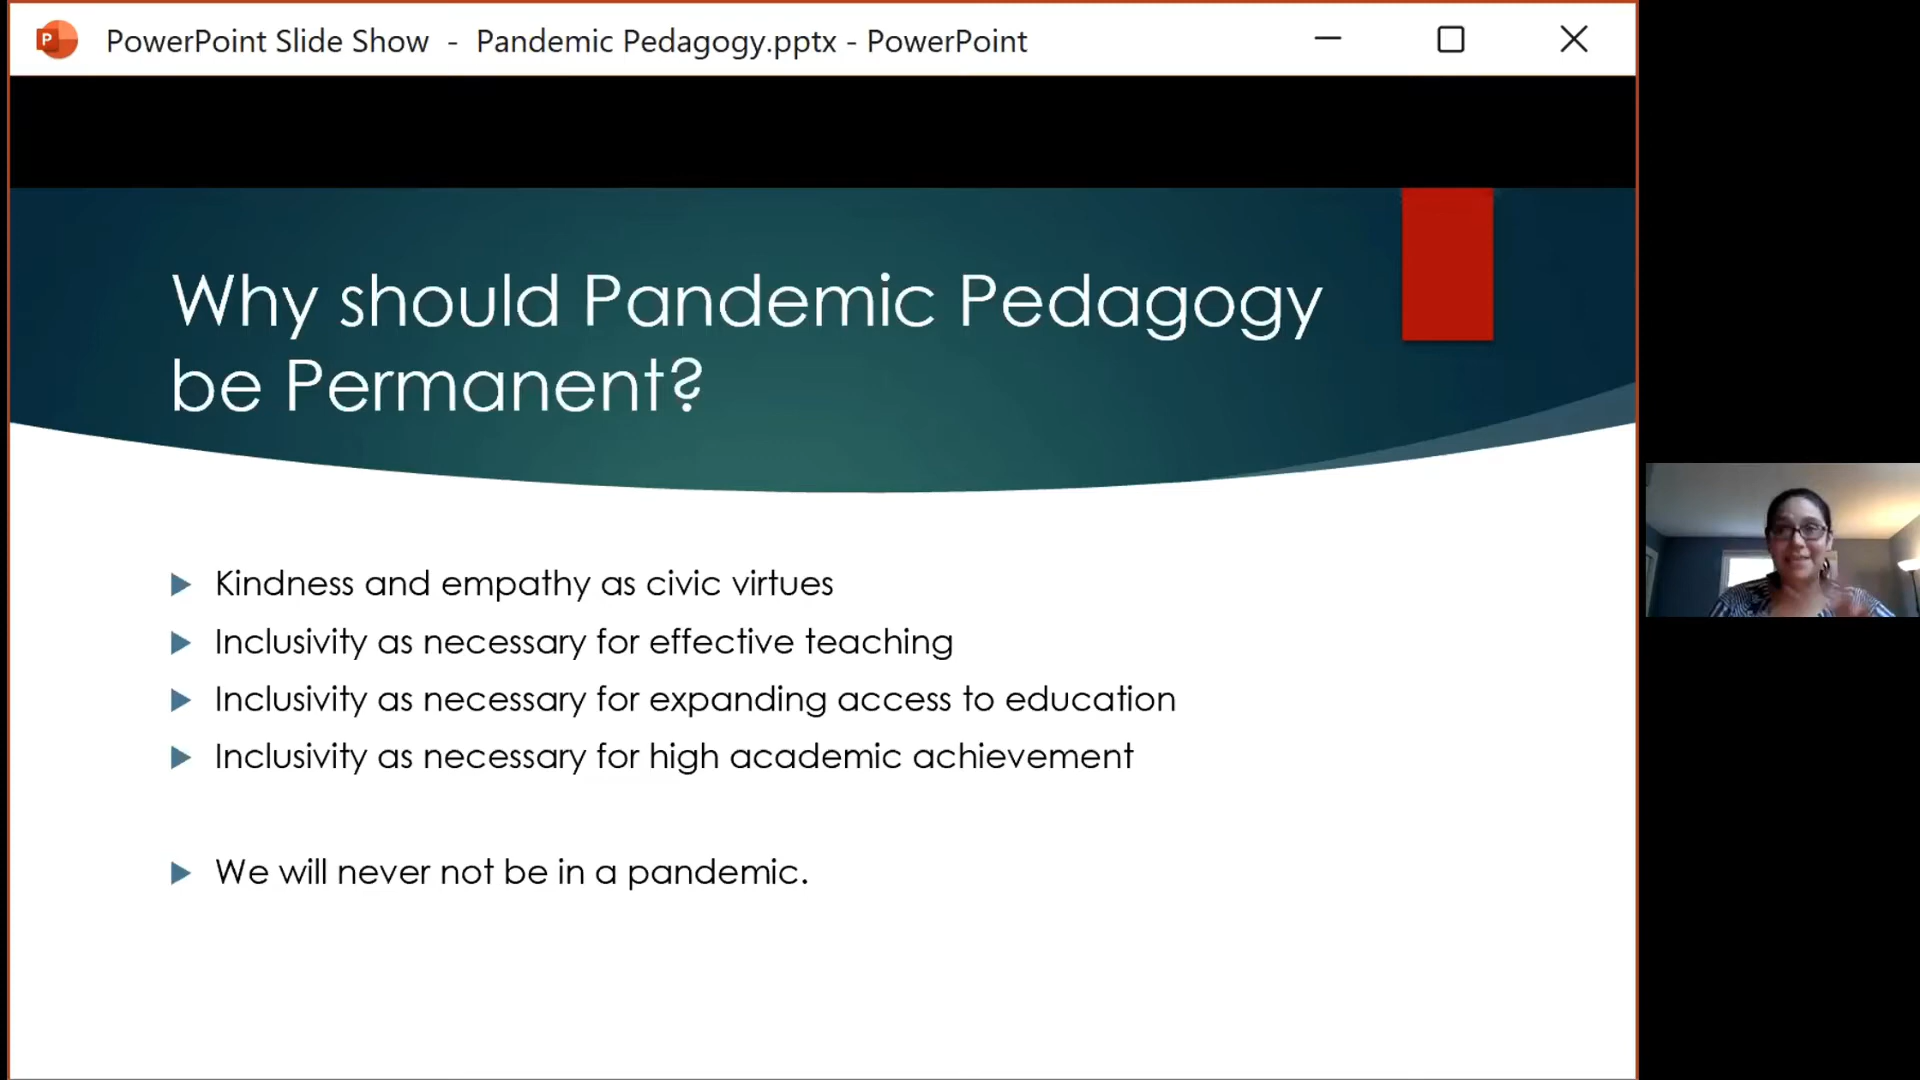 PowerPoint Slide Show - Pandemic Pedagogy.pptx - PowerPoint
Why should Pandemic Pedagogy
be Permanent?
Kindness and empathy as civic virtues
Inclusivity as necessary for effective teaching
Inclusivity as necessary for expanding access to education
Inclusivity as necessary for high academic achievement
We will never not be in a pandemic.